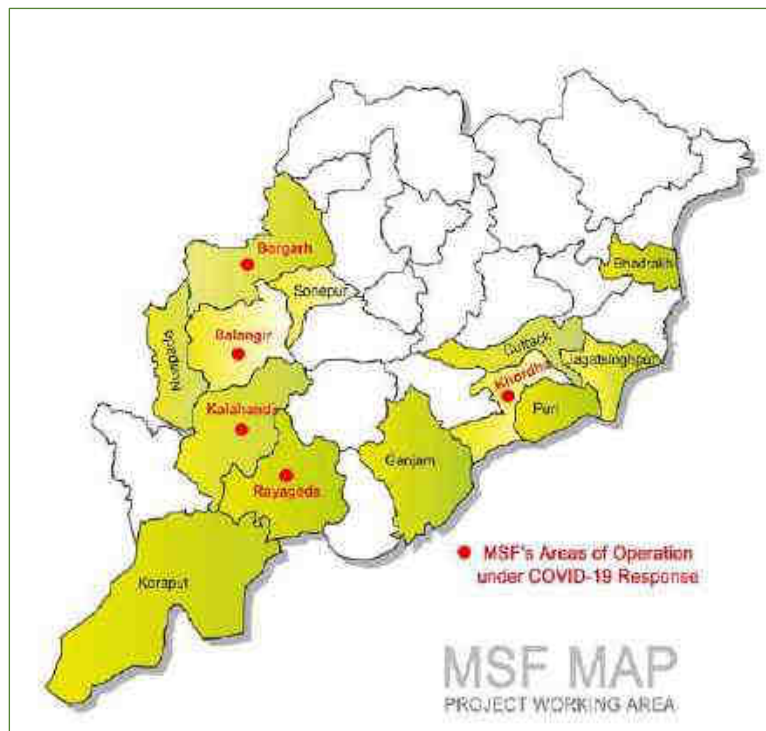 Bargarh
Bhadrakh
Sonepur
Nuapada
Balangir
Cuttack
Jagatsinghpur
Khordha
Kalahandi
Puri
Ganjam
Rayagada
MSF's Areas of Operation
under COVID-19 Response
Koraput
MSF MAP
PROJECT WORKING AREA